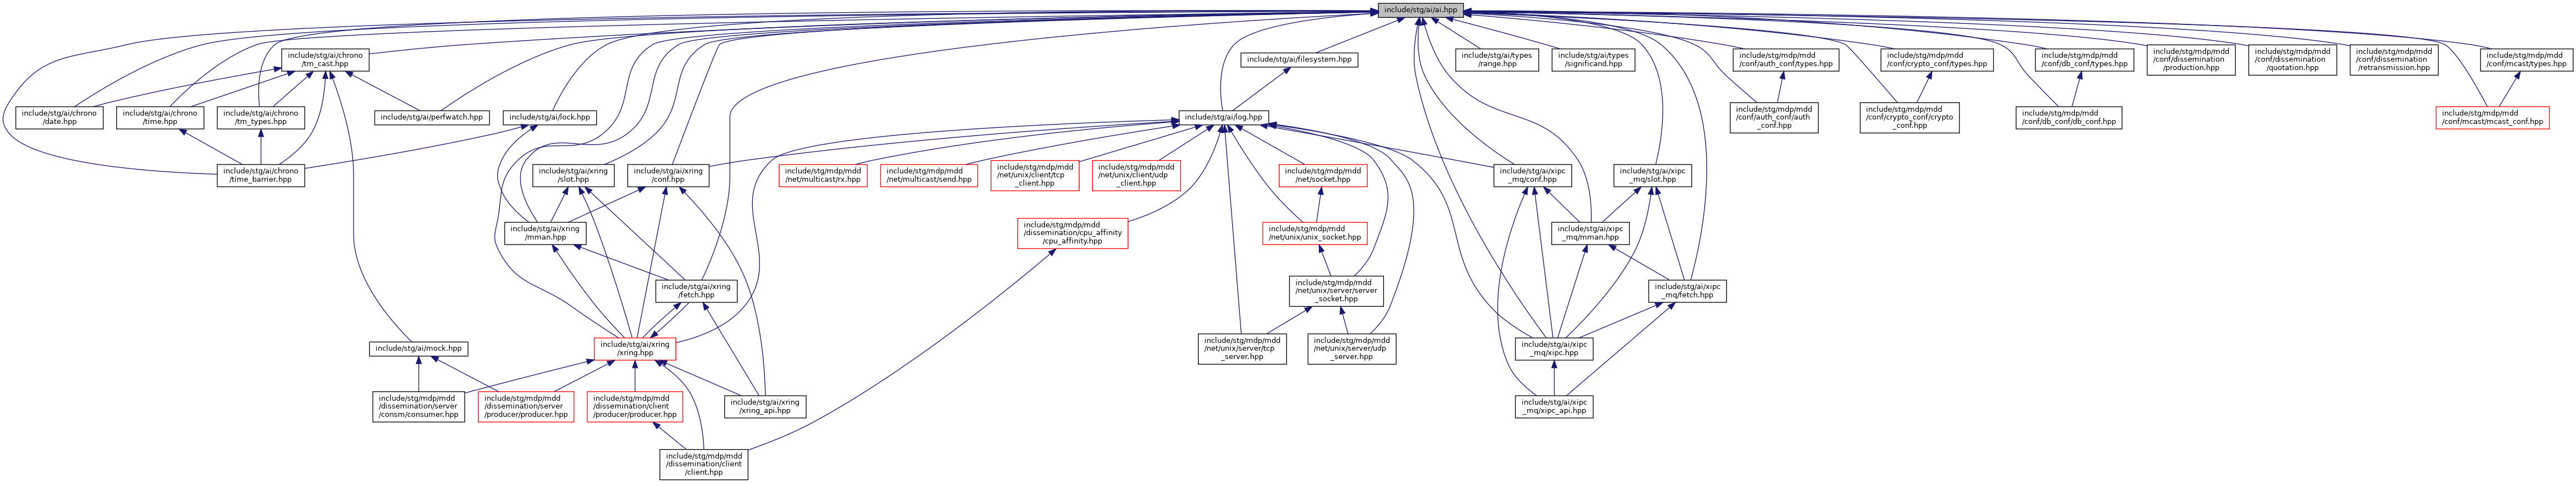 include/stg/ai/ai.hpp
include/stg/ai/chrono
/tm_cast.hpp
include/stg/ai/filesystem.hpp
include/stg/ai/types
range.hpp
include/stg/ai/types
significand.hpp
include/stg/mdp/mdd
/conf/auth_conf/types.hpp
include/stg/mdp/mdd
/conf/crypto_conf/types.hpp
include/stg/mdp/mdd
/conf/db_conf/types.hpp
include/stg/mdp/mdd
/conf/dissemination
/production.hpp
include/stg/mdp/mdd
/conf/dissemination
/quotation.hpp
include/stg/mdp/mdd
/conf/dissemination
/retransmission.hpp
include/stg/mdp/mdd
/conf/mcast/types.hpp
include/stg/ai/chrono
/date.hpp
include/stg/ai/chrono
/time.hpp
include/stg/ai/chrono
/tm_types.hpp
include/stg/ai/perfwatch.hpp
include/stg/ai/lock.hpp
include/stg/ai/log.hpp
include/stg/mdp/mdd
/conf/auth_conf/auth
_conf.hpp
include/stg/mdp/mdd
/conf/crypto_conf/crypto
_conf.hpp
include/stg/mdp/mdd
/conf/db_conf/db_conf.hpp
include/stg/mdp/mdd
/conf/mcast/mcast_conf.hpp
include/stg/ai/chrono
/time_barrier.hpp
include/stg/ai/xring
/slot.hpp
include/stg/ai/xring
/conf.hpp
include/stg/mdp/mdd
/net/multicast/rx.hpp
include/stg/mdp/mdd
/net/multicast/send.hpp
include/stg/mdp/mdd
/net/unix/client/tcp
_client.hpp
include/stg/mdp/mdd
/net/unix/client/udp
_client.hpp
include/stg/mdp/mdd
/net/socket.hpp
include/stg/ai/xipc
_mq/conf.hpp
include/stg/ai/xipc
_mq/slot.hpp
include/stg/ai/xring
/mman.hpp
include/stg/mdp/mdd
/dissemination/cpu_affinity
/cpu_affinity.hpp
include/stg/mdp/mdd
/net/unix/unix_socket.hpp
include/stg/ai/xipc
_mq/mman.hpp
include/stg/ai/xring
/fetch.hpp
include/stg/mdp/mdd
/net/unix/server/server
_socket.hpp
include/stg/ai/xipc
_mq/fetch.hpp
include/stg/ai/mock.hpp
include/stg/ai/xring
/xring.hpp
include/stg/mdp/mdd
/net/unix/server/tcp
_server.hpp
include/stg/mdp/mdd
/net/unix/server/udp
_server.hpp
include/stg/ai/xipc
_mq/xipc.hpp
include/stg/mdp/mdd
/dissemination/server
/consm/consumer.hpp
include/stg/mdp/mdd
/dissemination/server
/producer/producer.hpp
include/stg/mdp/mdd
/dissemination/client
/producer/producer.hpp
include/stg/ai/xring
/xring_api.hpp
include/stg/ai/xipc
_mq/xipc_api.hpp
include/stg/mdp/mdd
/dissemination/client
/client.hpp